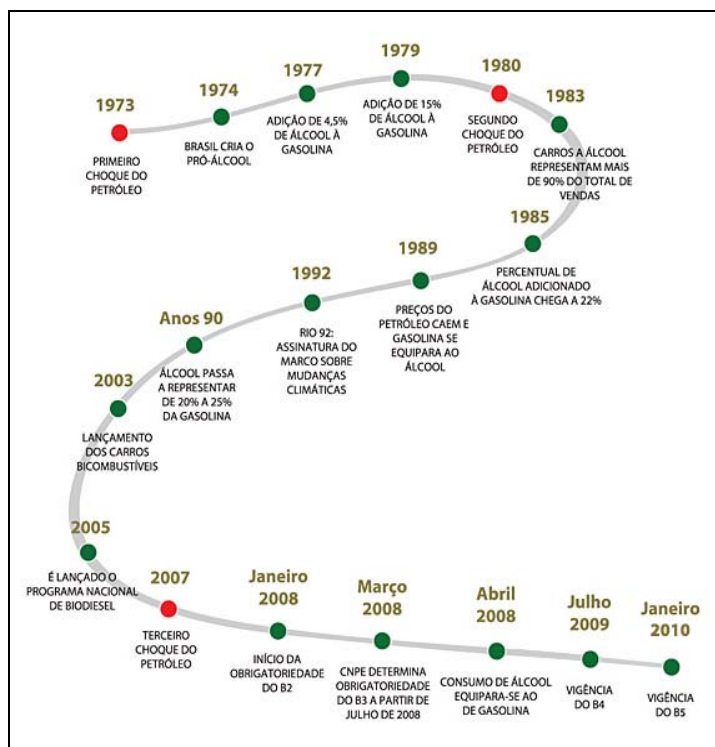 1973
PRIMEIRO
CHOQUE DO
PETRÓLEO
1974
BRASIL CRIA O
PRÓ-ÁLCOOL
1977
ADIÇÃO DE 4,5%
DE ÁLCOOL À
GASOLINA
1979
ADIÇÃO DE 15%
DE ÁLCOOL À
GASOLINA
1980
SEGUNDO
CHOQUE DO
PETRÓLEO
1983
CARROS A ÁLCOOL
REPRESENTAM MAIS
DE 90% DO TOTAL DE
VENDAS
1985
PERCENTUAL DE
ÁLCOOL ADICIONADO
À GASOLINA CHEGA A 22%
1989
PREÇOS DO
PETRÓLEO CAEM E
GASOLINA SE
EQUIPARA AO
ÁLCOOL
1992
RIO 92:
ASSINATURA DO
MARCO SOBRE
MUDANÇAS
CLIMÁTICAS
Anos 90
ÁLCOOL PASSA
A REPRESENTAR
DE 20% A 25%
DA GASOLINA
2003
LANÇAMENTO
DOS CARROS
BICOMBUSTÍVEIS
2005
É LANÇADO O
PROGRAMA NACIONAL
DE BIODIESEL
2007
TERCEIRO
CHOQUE DO
PETRÓLEO
Janeiro
2008
INÍCIO DA
OBRIGATORIEDADE
DO B2
Março
2008
CNPE DETERMINA
OBRIGATORIEDADE
DO B3 A PARTIR DE
JULHO DE 2008
Abril
2008
CONSUMO DE ÁLCOOL
EQUIPARA-SE AO
DE GASOLINA
Julho
2009
VIGÊNCIA
DO B4
Janeiro
2010
VIGÊNCIA
DO B5